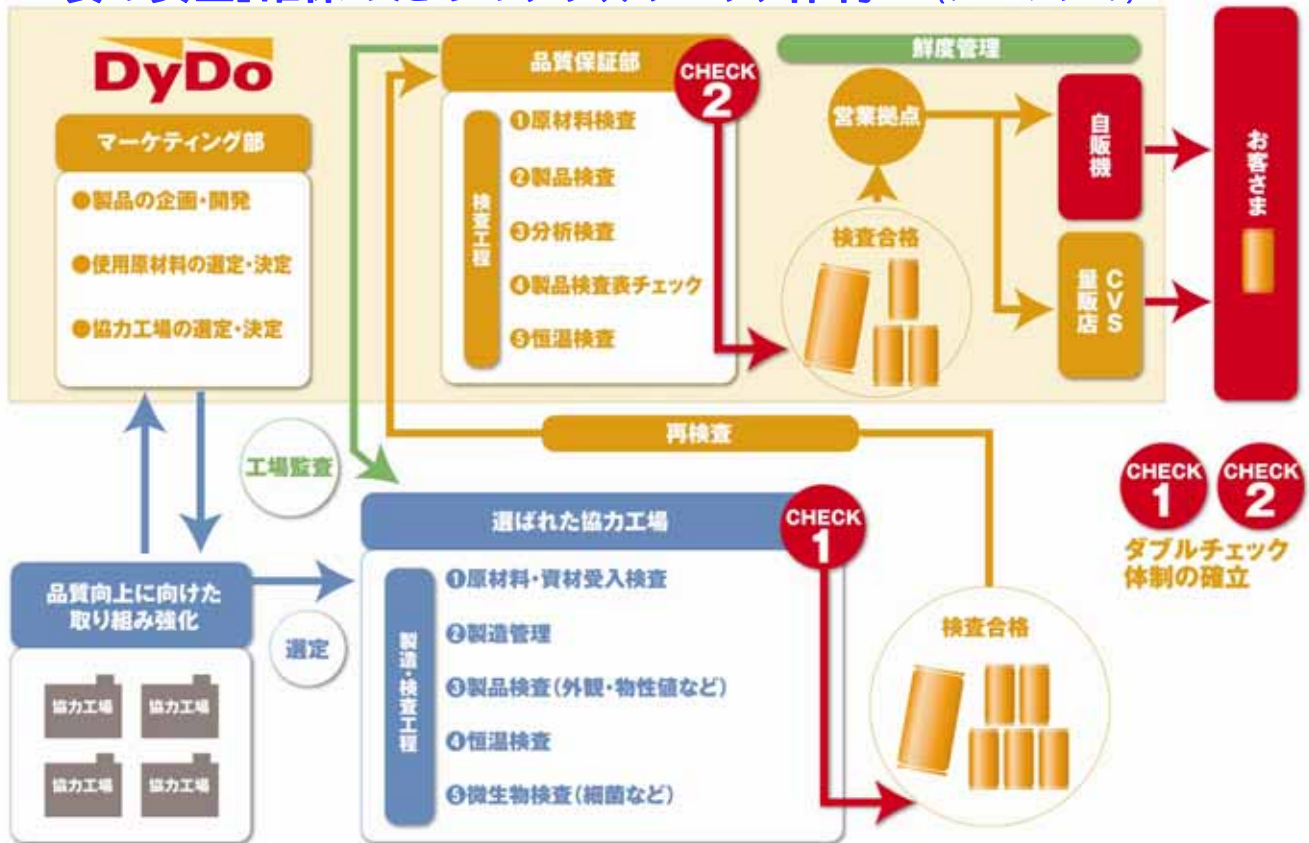 DyDo
マーケティング部
●製品の企画・開発
●使用原材料の選定・決定
●協力工場の選定・決定
品質保証部
CHECK
2
検査工程
❶原材料検査
❷製品検査
❸分析検査
❹製品検査表チェック
❺恒温検査
鮮度管理
営業拠点
検査合格
自販機
CVS
量販店
お客さま
再検査
工場監査
選ばれた協力工場
CHECK
1
製造・検査工程
❶原材料・資材受入検査
❷製造管理
❸製品検査(外観・物性値など)
❹恒温検査
❺微生物検査(細菌など)
品質向上に向けた
取り組み強化
選定
協力工場
協力工場
協力工場
協力工場
検査合格
CHECK
1
CHECK
2
ダブルチェック
体制の確立